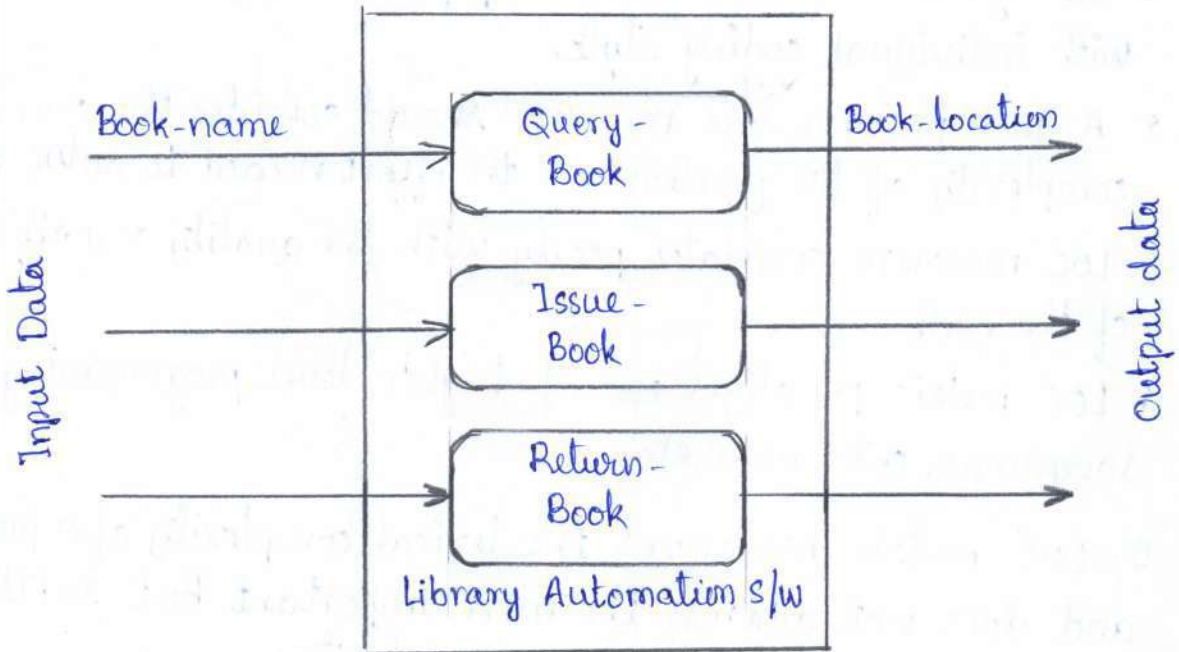 Book-name
Query-
Book
Book-location
Input Data
Issue-
Book
Output data
Return-
Book
Library Automation S/W